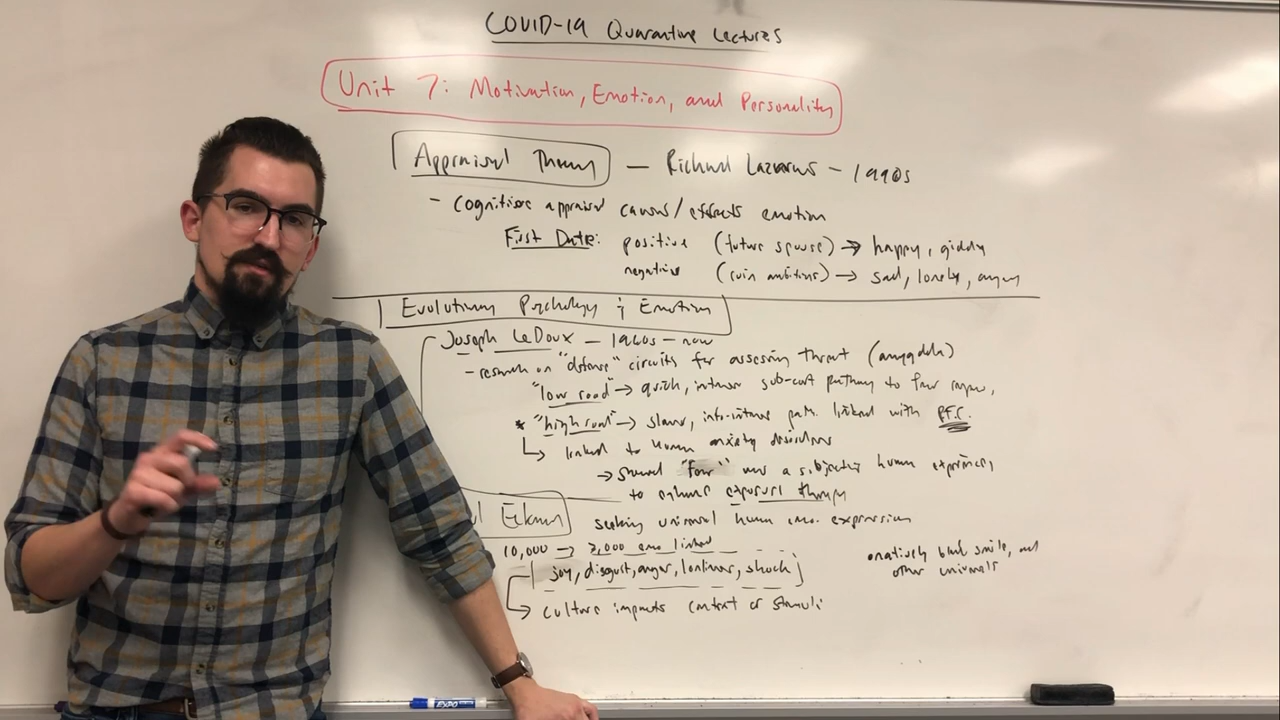 COVID-19 Quarantine Lectures
Unit 7: Motivation, Emotion, and Personality
Appraisal Theory — Richard Lazarus - 1990s
- cognitive appraisal causes/effects emotion
First Date: positive (future spouse) → happy, giddy
negative (ruin ambitions) → sad, lonely, angry
Evolutionary Psychology & Emotion
Joseph LeDoux - 1960s - now
- research on "defense" circuits for assessing threat (amygdala)
"low road" → quick, intense sub-cort pathway to fear
* "high road" → slower, info-intense path. linked with P.F.C.
↳ linked to human anxiety disorders
→ showed "fear" was a subjective human experience,
to enhance exposure therapy
Ekman seeking universal human emo. expression
10,000 → 3,000 emo linked
joy, disgust, anger, loneliness, shock
↳ culture impacts context of stimuli
natively blind smile, and
other universals
EXPO